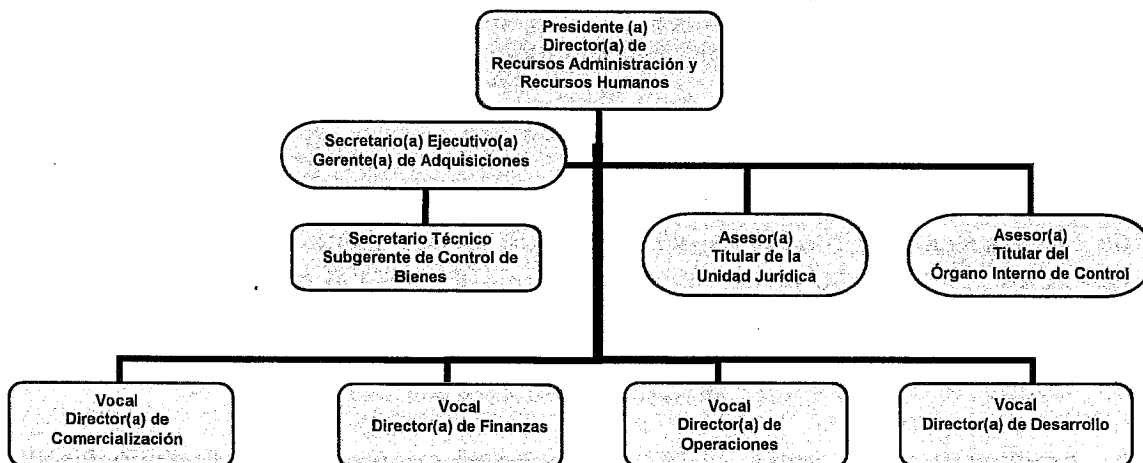 Presidente (a)
Director(a) de
Recursos Administración y
Recursos Humanos
Secretario(a) Ejecutivo(a)
Gerente(a) de Adquisiciones
Secretario Técnico
Subgerente de Control de
Bienes
Asesor(a)
Titular de la
Unidad Jurídica
Asesor(a)
Titular del
Órgano Interno de Control
Vocal
Director(a) de
Comercialización
Vocal
Director(a) de Finanzas
Vocal
Director(a) de
Operaciones
Vocal
Director(a) de Desarrollo